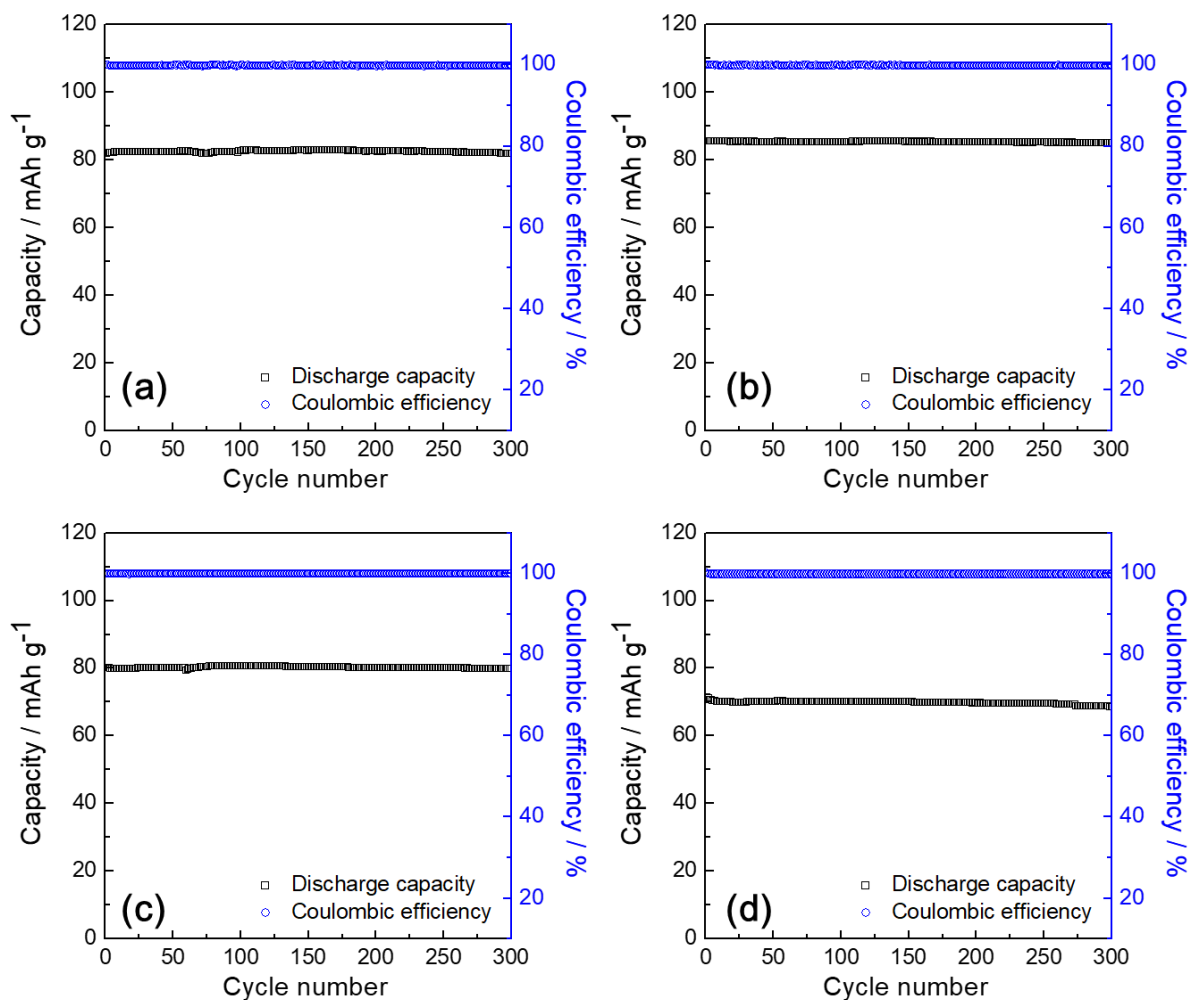 120
100
80
60
40
20
0
Capacity / mAh g⁻¹
100
80
60
40
20
Coulombic efficiency / %
Discharge capacity
Coulombic efficiency
(a)
0 50 100 150 200 250 300
Cycle number
120
100
80
60
40
20
0
Capacity / mAh g⁻¹
100
80
60
40
20
Coulombic efficiency / %
Discharge capacity
Coulombic efficiency
(b)
0 50 100 150 200 250 300
Cycle number
120
100
80
60
40
20
0
Capacity / mAh g⁻¹
100
80
60
40
20
Coulombic efficiency / %
Discharge capacity
Coulombic efficiency
(c)
0 50 100 150 200 250 300
Cycle number
120
100
80
60
40
20
0
Capacity / mAh g⁻¹
100
80
60
40
20
Coulombic efficiency / %
Discharge capacity
Coulombic efficiency
(d)
0 50 100 150 200 250 300
Cycle number